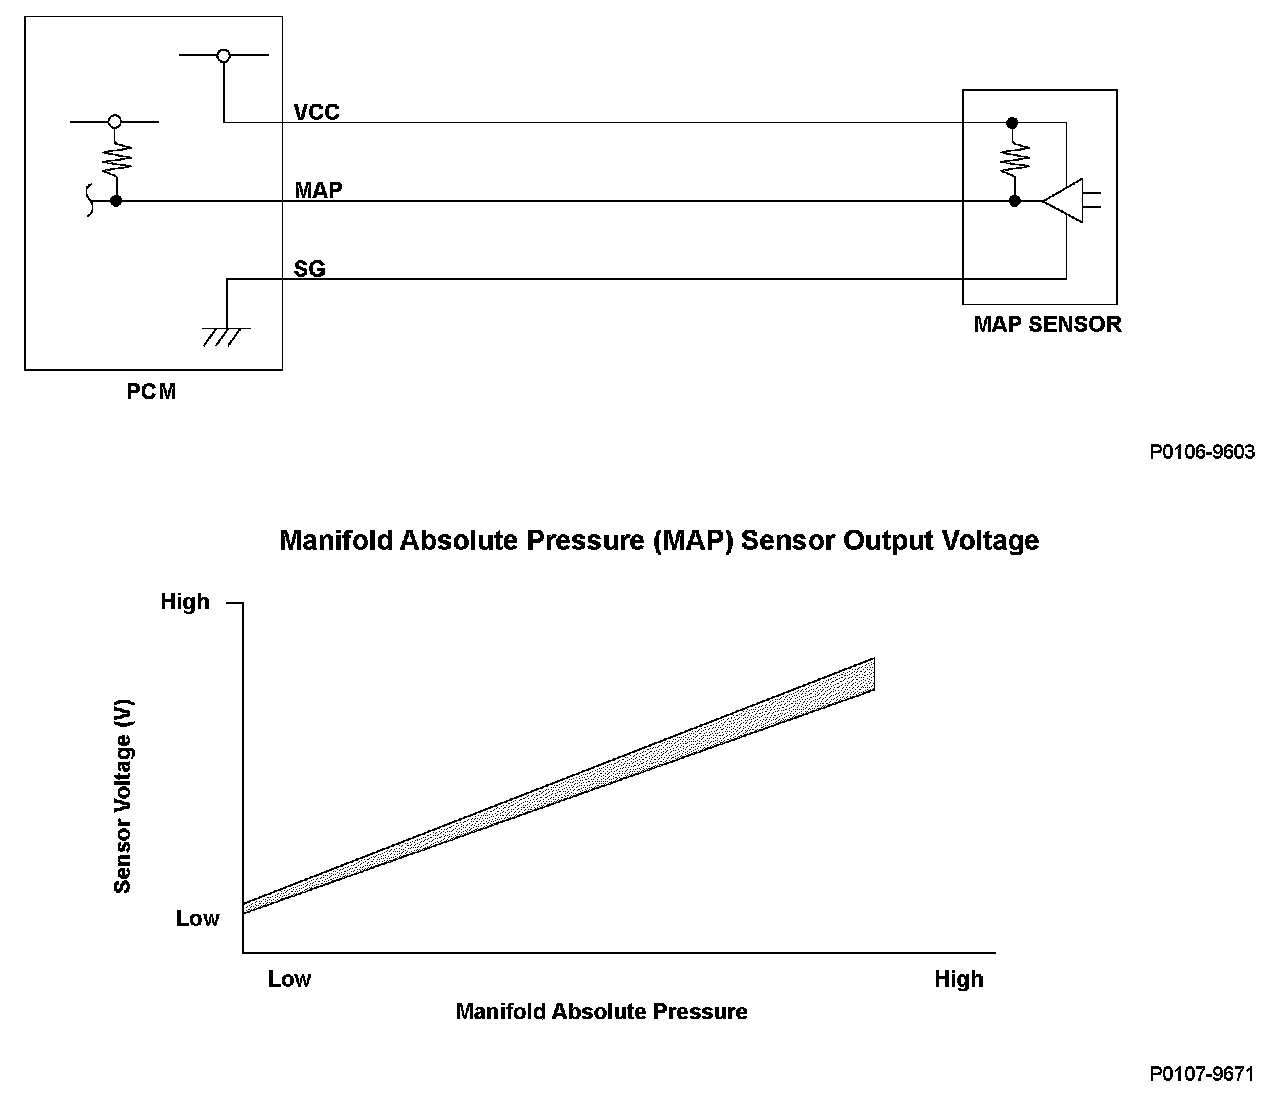 VCC
MAP
SG
MAP SENSOR
PCM
P0106-9603
Manifold Absolute Pressure (MAP) Sensor Output Voltage
High
Sensor Voltage (V)
Low
Low
High
Manifold Absolute Pressure
P0107-9671